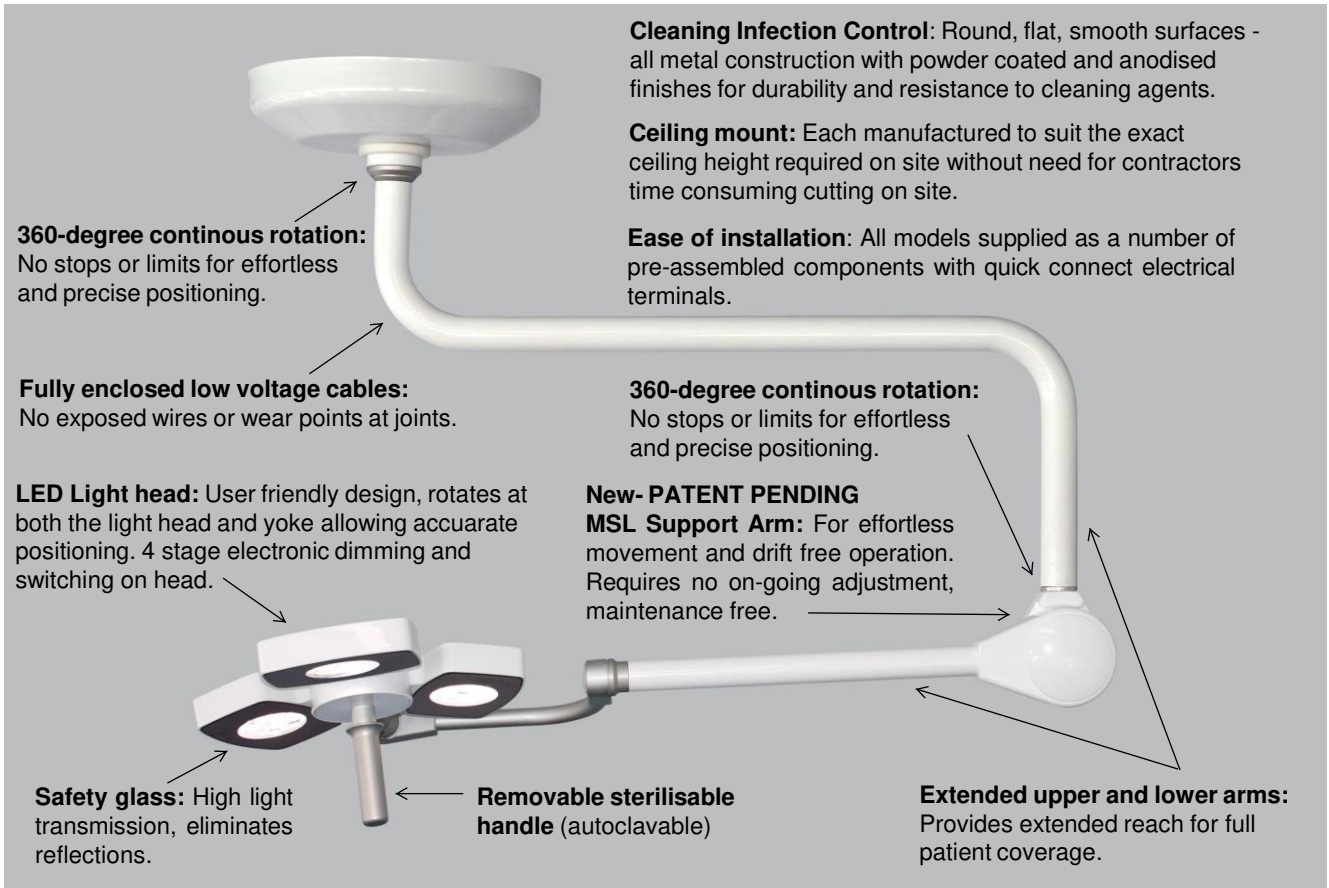 Cleaning Infection Control: Round, flat, smooth surfaces -
all metal construction with powder coated and anodised
finishes for durability and resistance to cleaning agents.
Ceiling mount: Each manufactured to suit the exact
ceiling height required on site without need for contractors
time consuming cutting on site.
360-degree continous rotation:
No stops or limits for effortless
and precise positioning.
Ease of installation: All models supplied as a number of
pre-assembled components with quick connect electrical
terminals.
Fully enclosed low voltage cables:
No exposed wires or wear points at joints.
360-degree continous rotation:
No stops or limits for effortless
and precise positioning.
LED Light head: User friendly design, rotates at
both the light head and yoke allowing accuarate
positioning. 4 stage electronic dimming and
switching on head.
New- PATENT PENDING
MSL Support Arm: For effortless
movement and drift free operation.
Requires no on-going adjustment,
maintenance free.
Safety glass: High light
transmission, eliminates
reflections.
Removable sterilisable
handle (autoclavable)
Extended upper and lower arms:
Provides extended reach for full
patient coverage.